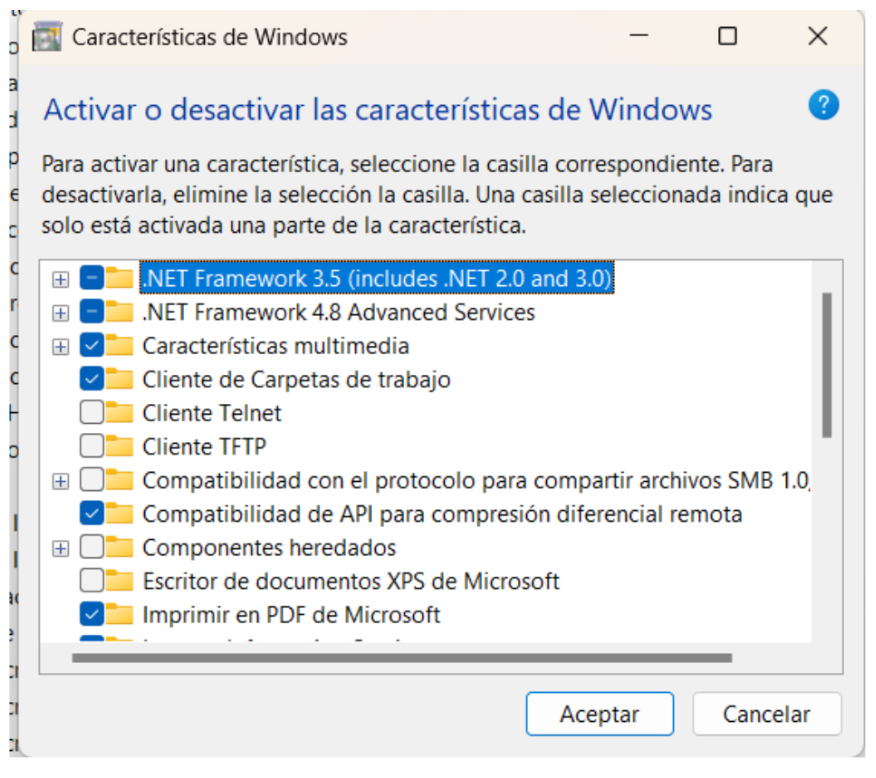 Características de Windows
Activar o desactivar las características de Windows
Para activar una característica, seleccione la casilla correspondiente. Para
desactivarla, elimine la selección la casilla. Una casilla seleccionada indica que
solo está activada una parte de la característica.
.NET Framework 3.5 (includes .NET 2.0 and 3.0)
.NET Framework 4.8 Advanced Services
Características multimedia
Cliente de Carpetas de trabajo
Cliente Telnet
Cliente TFTP
Compatibilidad con el protocolo para compartir archivos SMB 1.0
Compatibilidad de API para compresión diferencial remota
Componentes heredados
Escritor de documentos XPS de Microsoft
Imprimir en PDF de Microsoft
Aceptar
Cancelar